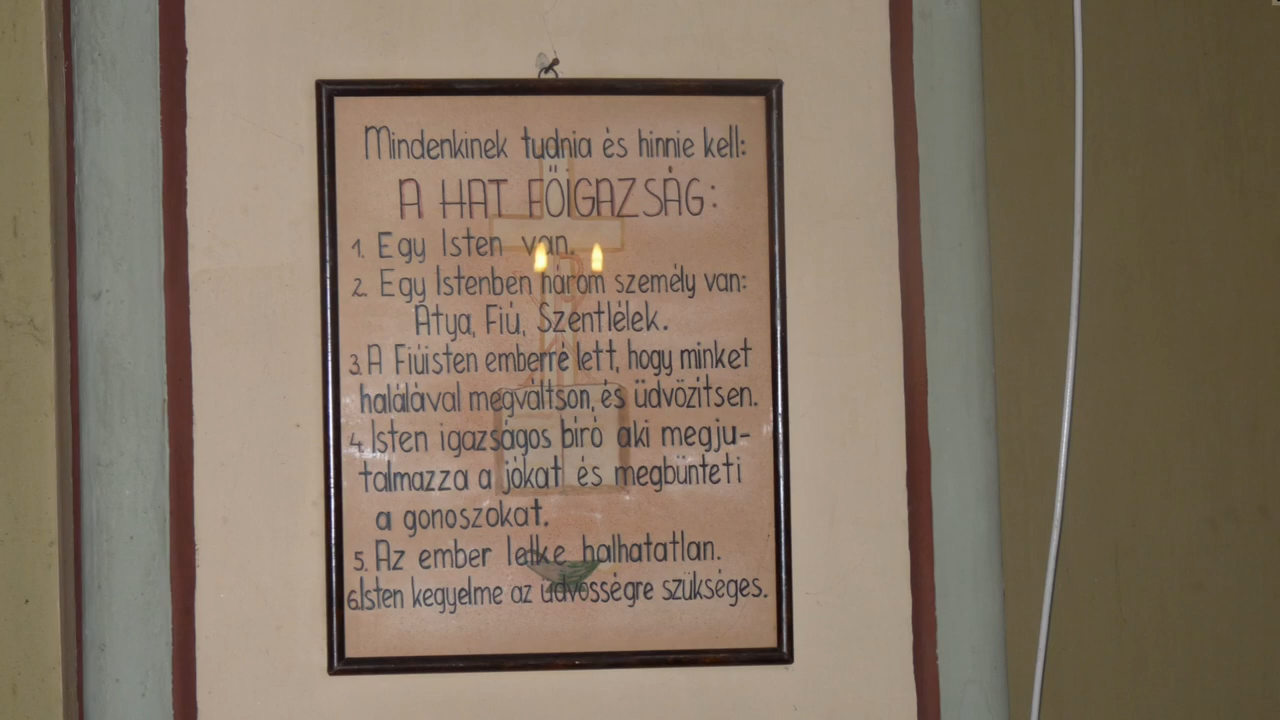 Mindenkinek tudnia és hinnie kell:
A HAT FŐIGAZSÁG:
1. Egy Isten van.
2. Egy Istenben három személy van:
Atya, Fiú, Szentlélek.
3. A Fiúisten emberré lett, hogy minket
halálával megváltson, és üdvözitsen.
4. Isten igazságos biró aki megju-
talmazza a jókat és megbünteti
a gonoszokat.
5. Az ember lelke halhatatlan.
6. Isten kegyelme az üdvösségre szükséges.